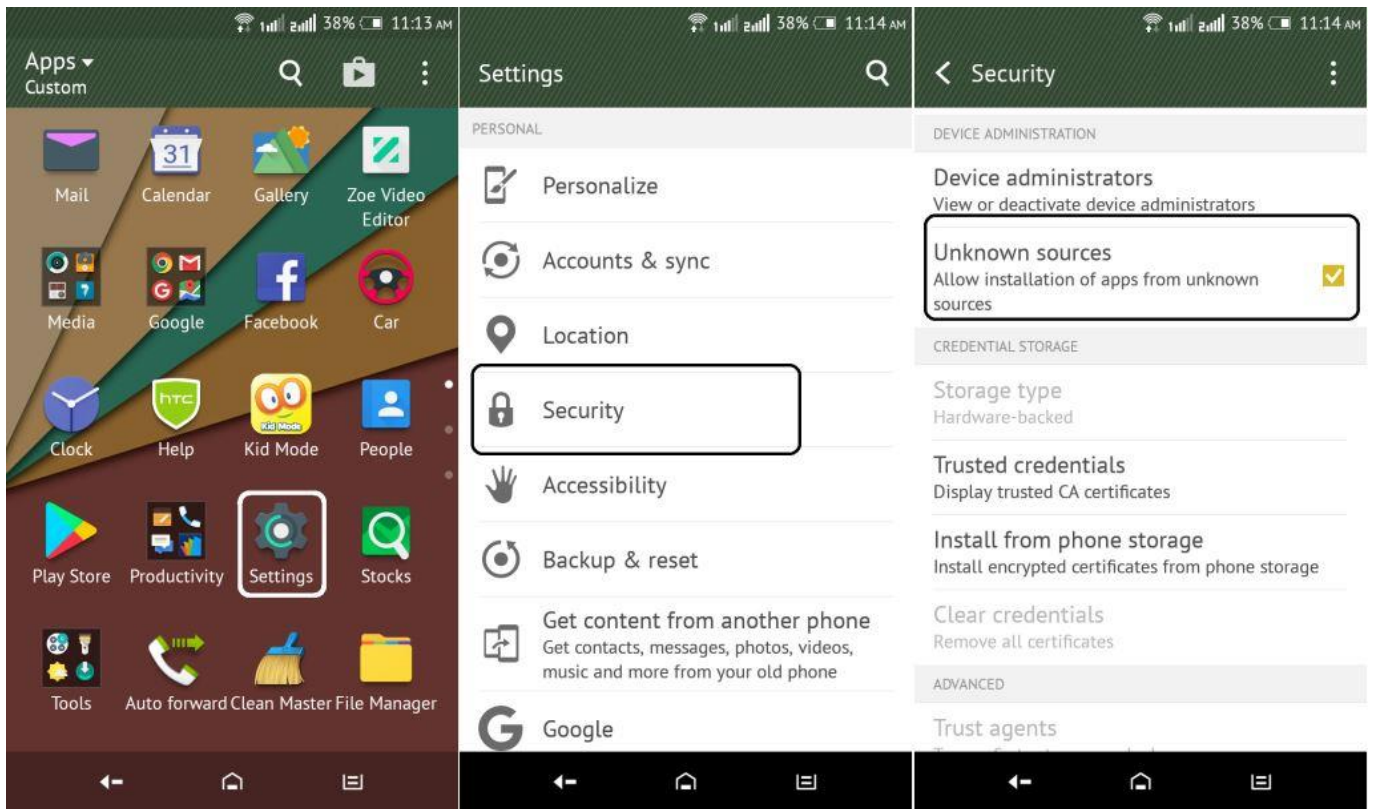 38% 11:13 AM
Apps
Custom
Mail
Calendar
31
Gallery
Zoe Video
Editor
Media
Google
Facebook
Car
Clock
hTC
Help
Kid Mode
Kid Mode
People
Play Store
Productivity
Settings
Stocks
Tools
Auto forward
Clean Master
File Manager
38% 11:14 AM
Settings
PERSONAL
Personalize
Accounts & sync
Location
Security
Accessibility
Backup & reset
Get content from another phone
Get contacts, messages, photos, videos,
music and more from your old phone
Google
38% 11:14 AM
Security
DEVICE ADMINISTRATION
Device administrators
View or deactivate device administrators
Unknown sources
Allow installation of apps from unknown
sources
CREDENTIAL STORAGE
Storage type
Hardware-backed
Trusted credentials
Display trusted CA certificates
Install from phone storage
Install encrypted certificates from phone storage
Clear credentials
Remove all certificates
ADVANCED
Trust agents